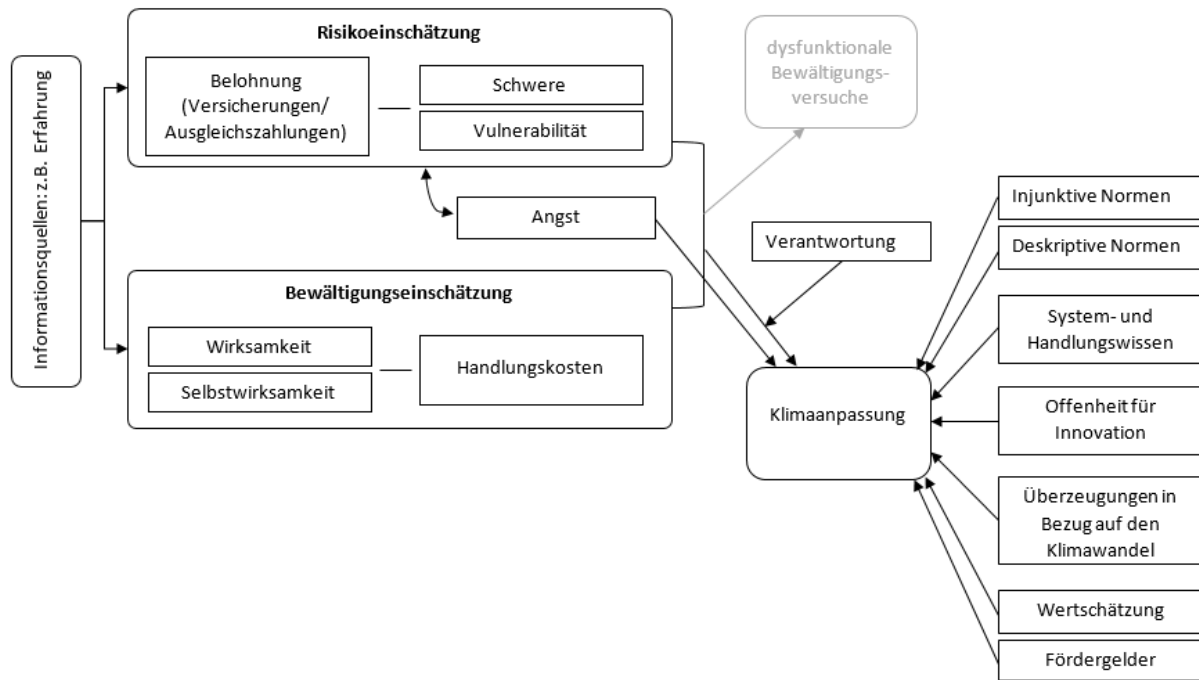 Informationsquellen: z.B. Erfahrung
Risikoeinschätzung
Belohnung
(Versicherungen/
Ausgleichszahlungen)
Schwere
Vulnerabilität
Angst
Bewältigungseinschätzung
Wirksamkeit
Selbstwirksamkeit
Handlungskosten
dysfunktionale
Bewältigungs-
versuche
Verantwortung
Klimaanpassung
Injunktive Normen
Deskriptive Normen
System- und
Handlungswissen
Offenheit für
Innovation
Überzeugungen in
Bezug auf den
Klimawandel
Wertschätzung
Fördergelder